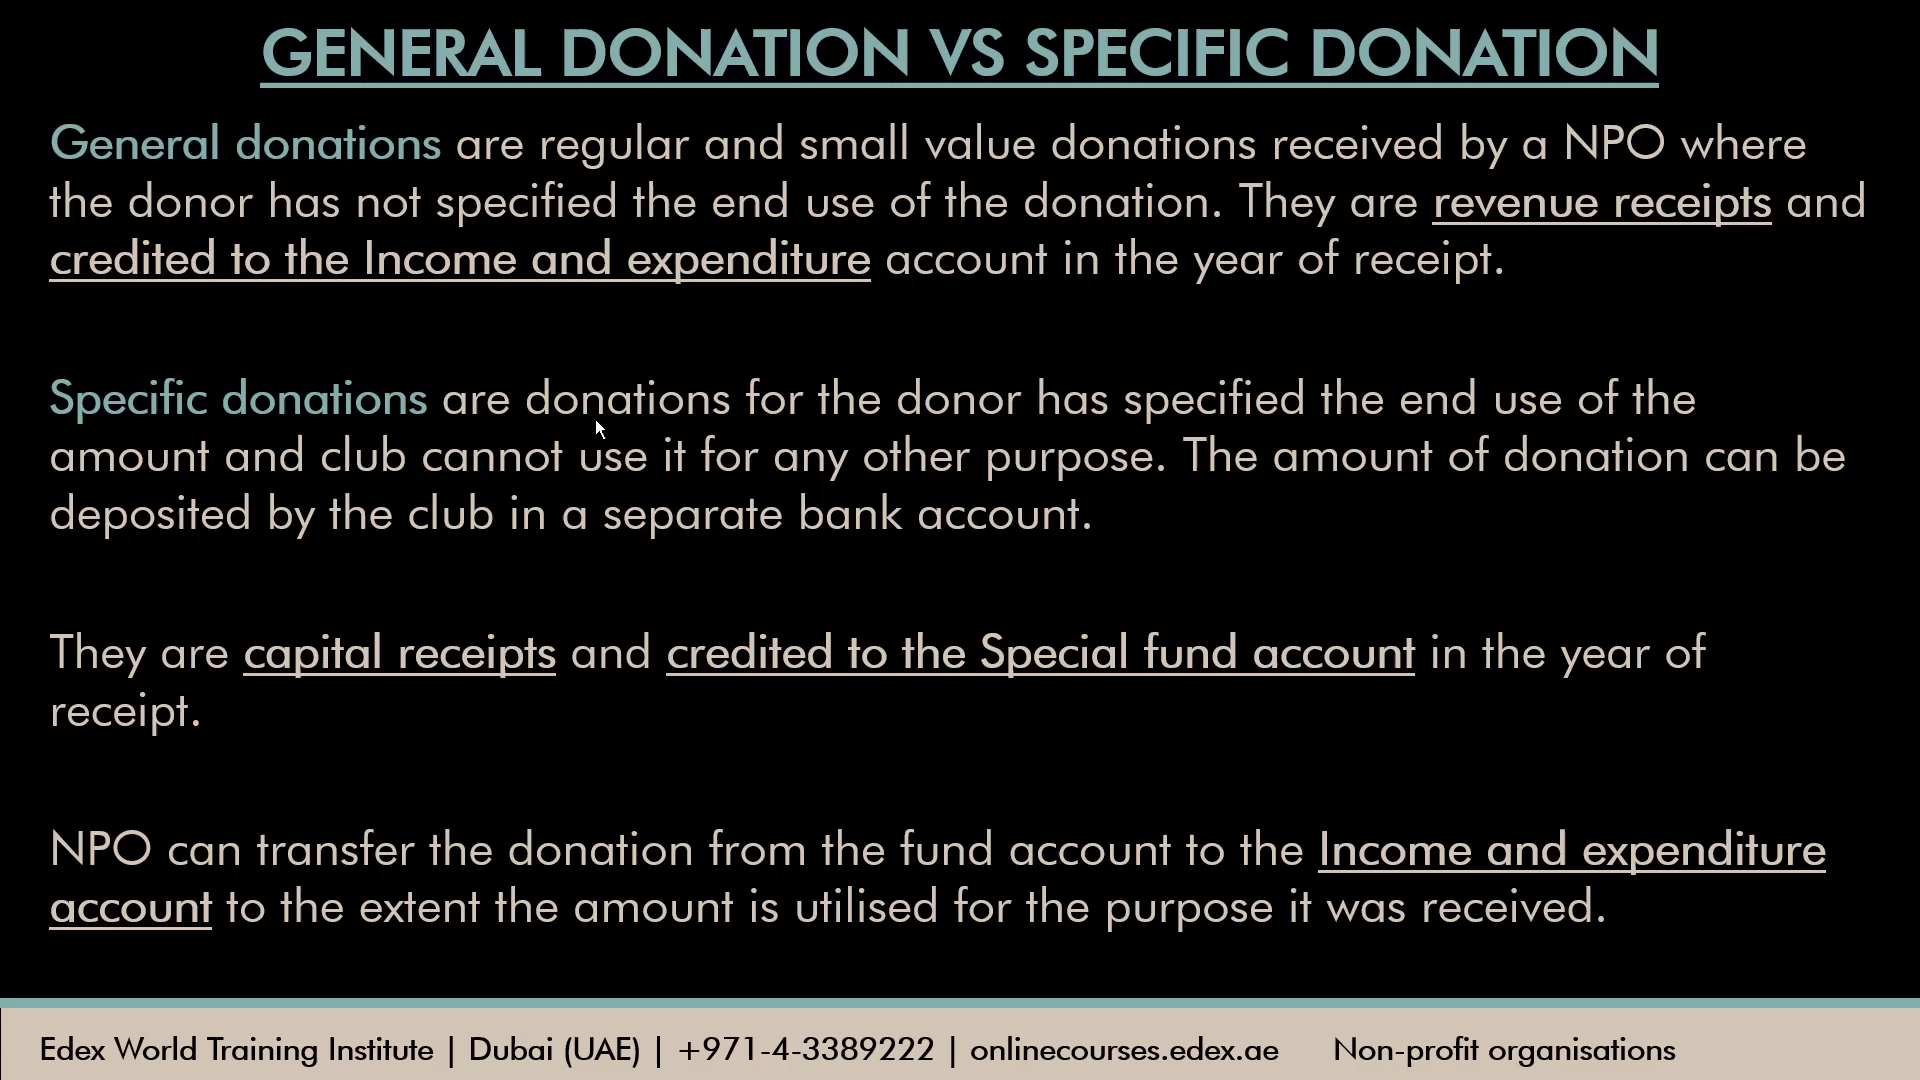 GENERAL DONATION VS SPECIFIC DONATION
General donations are regular and small value donations received by a NPO where
the donor has not specified the end use of the donation. They are revenue receipts and
credited to the Income and expenditure account in the year of receipt.
Specific donations are donations for the donor has specified the end use of the
amount and club cannot use it for any other purpose. The amount of donation can be
deposited by the club in a separate bank account.
They are capital receipts and credited to the Special fund account in the year of
receipt.
NPO can transfer the donation from the fund account to the Income and expenditure
account to the extent the amount is utilised for the purpose it was received.
Edex World Training Institute | Dubai (UAE) | +971-4-3389222 | onlinecourses.edex.ae Non-profit organisations